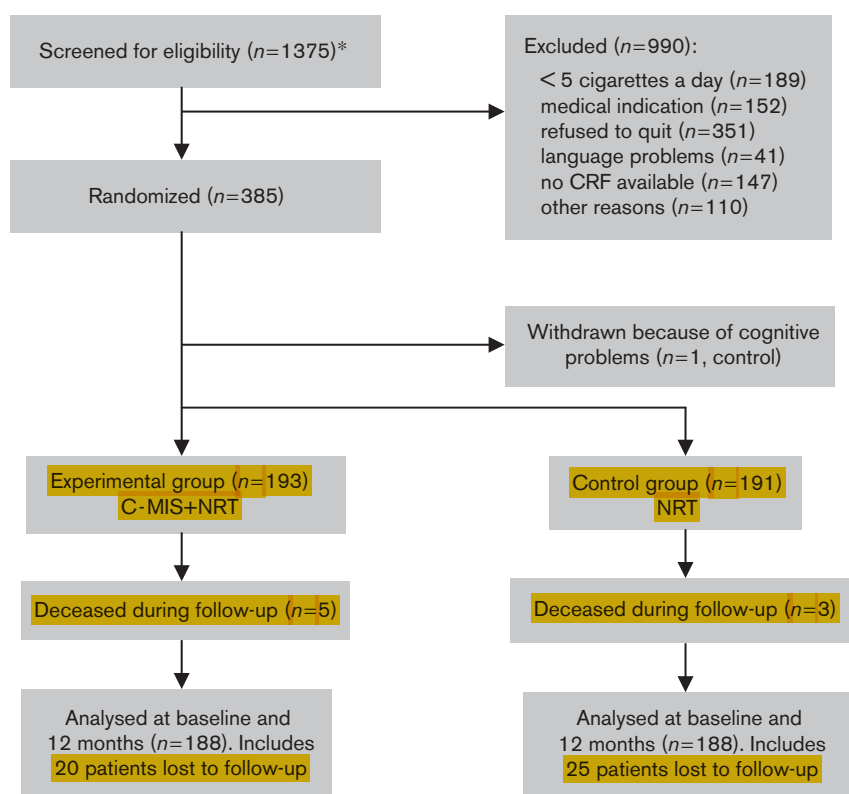 Screened for eligibility (n=1375)*
Excluded (n=990):
< 5 cigarettes a day (n=189)
medical indication (n=152)
refused to quit (n=351)
language problems (n=41)
no CRF available (n=147)
other reasons (n=110)
Randomized (n=385)
Withdrawn because of cognitive
problems (n=1, control)
Experimental group (n=193)
C-MIS+NRT
Control group (n=191)
NRT
Deceased during follow-up (n=5)
Deceased during follow-up (n=3)
Analysed at baseline and
12 months (n=188). Includes
20 patients lost to follow-up
Analysed at baseline and
12 months (n=188). Includes
25 patients lost to follow-up